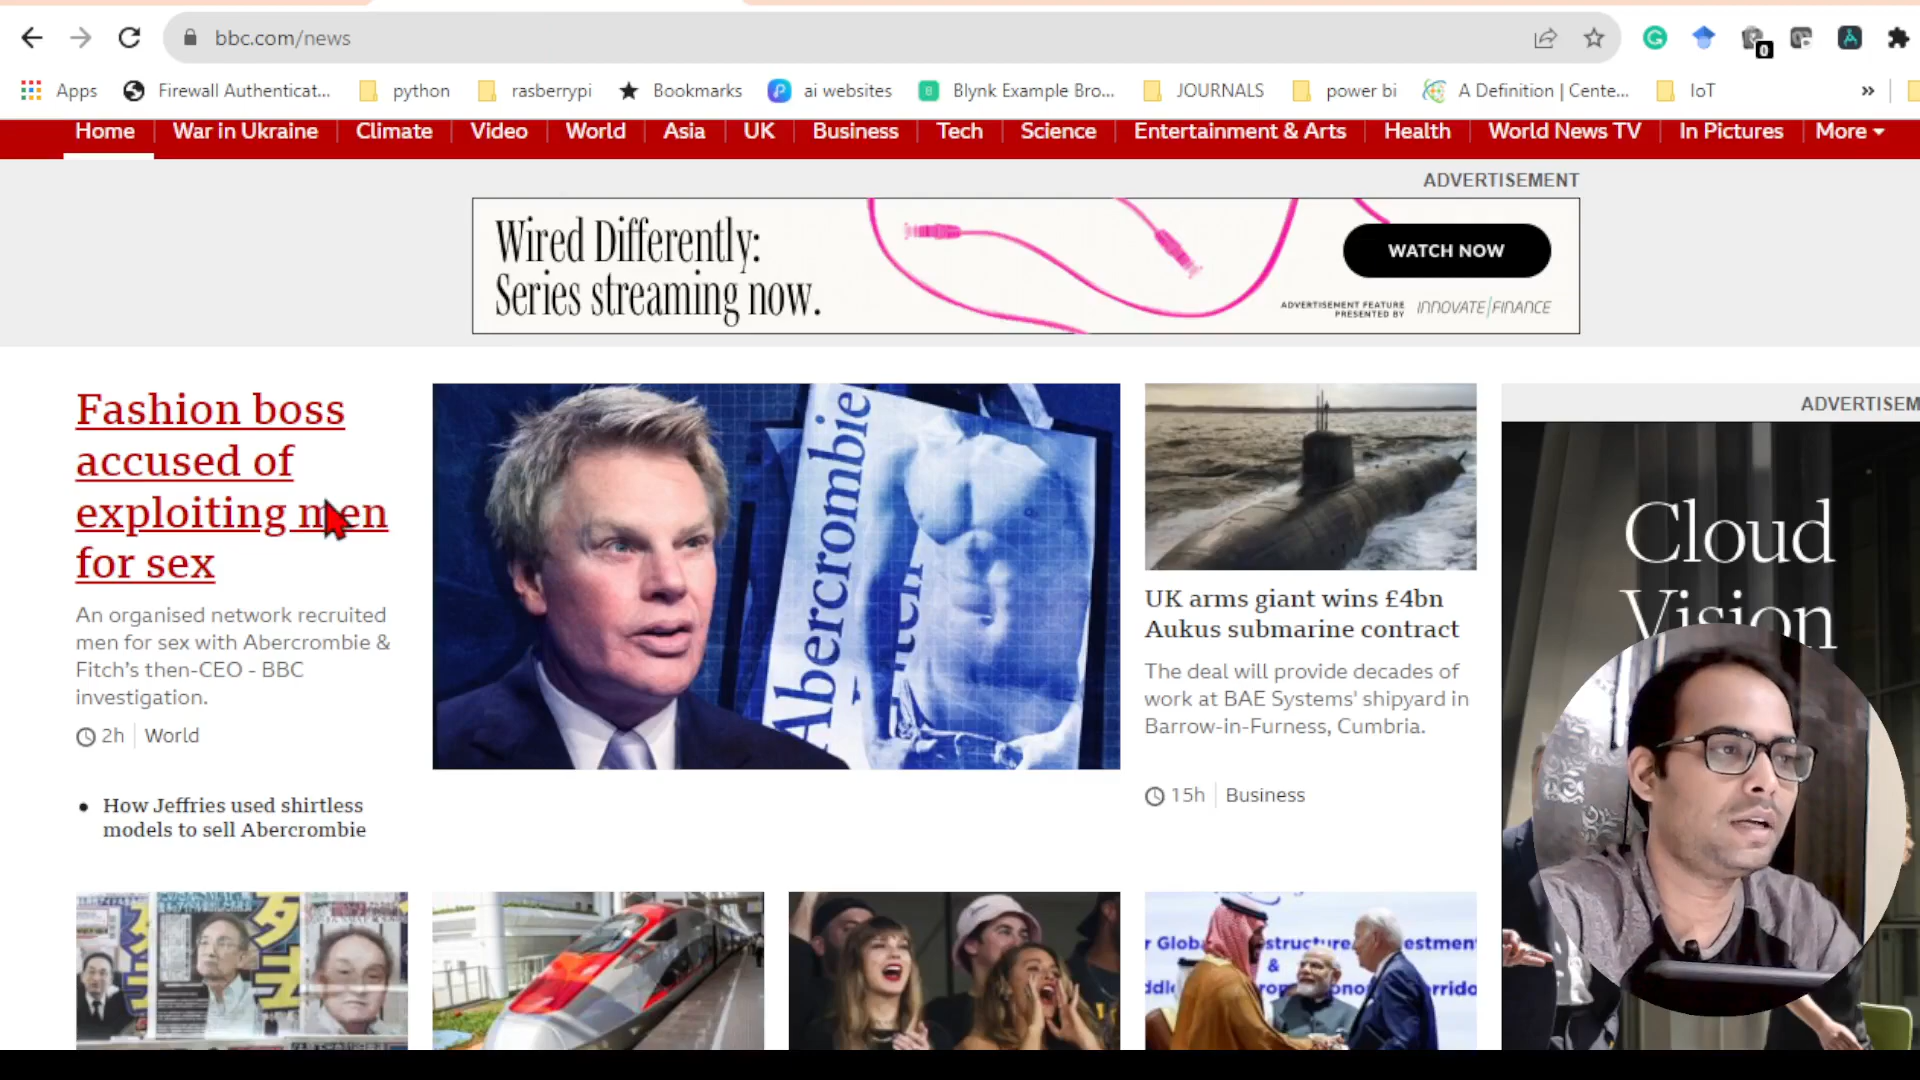 bbc.com/news
0
Apps
Firewall Authenticat...
python
rasberrypi
Bookmarks
ai websites
Blynk Example Bro...
JOURNALS
power bi
A Definition | Cente...
IoT
»
Home
War in Ukraine
Climate
Video
World
Asia
UK
Business
Tech
Science
Entertainment & Arts
Health
World News TV
In Pictures
More
ADVERTISEMENT
Wired Differently:
Series streaming now.
WATCH NOW
ADVERTISEMENT FEATURE
PRESENTED BY
INNOVATE/FINANCE
Fashion boss
accused of
exploiting men
for sex
An organised network recruited
men for sex with Abercrombie &
Fitch's then-CEO - BBC
investigation.
2h
World
How Jeffries used shirtless
models to sell Abercrombie
Abercrombie
UK arms giant wins £4bn
Aukus submarine contract
The deal will provide decades of
work at BAE Systems' shipyard in
Barrow-in-Furness, Cumbria.
15h
Business
ADVERTISEM
Cloud
Vision
r Globa
&